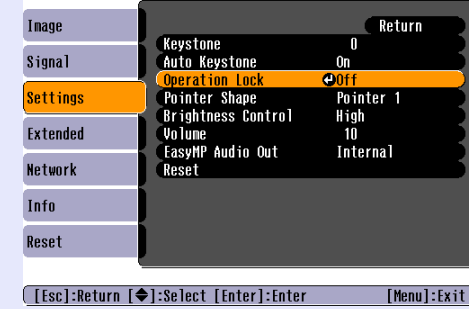 Image
Signal
Settings
Extended
Network
Info
Reset
Return
Keystone 0
Auto Keystone On
Operation Lock Off
Pointer Shape Pointer 1
Brightness Control High
Volume 10
EasyMP Audio Out Internal
Reset
[Esc]:Return [◆]:Select [Enter]:Enter [Menu]:Exit